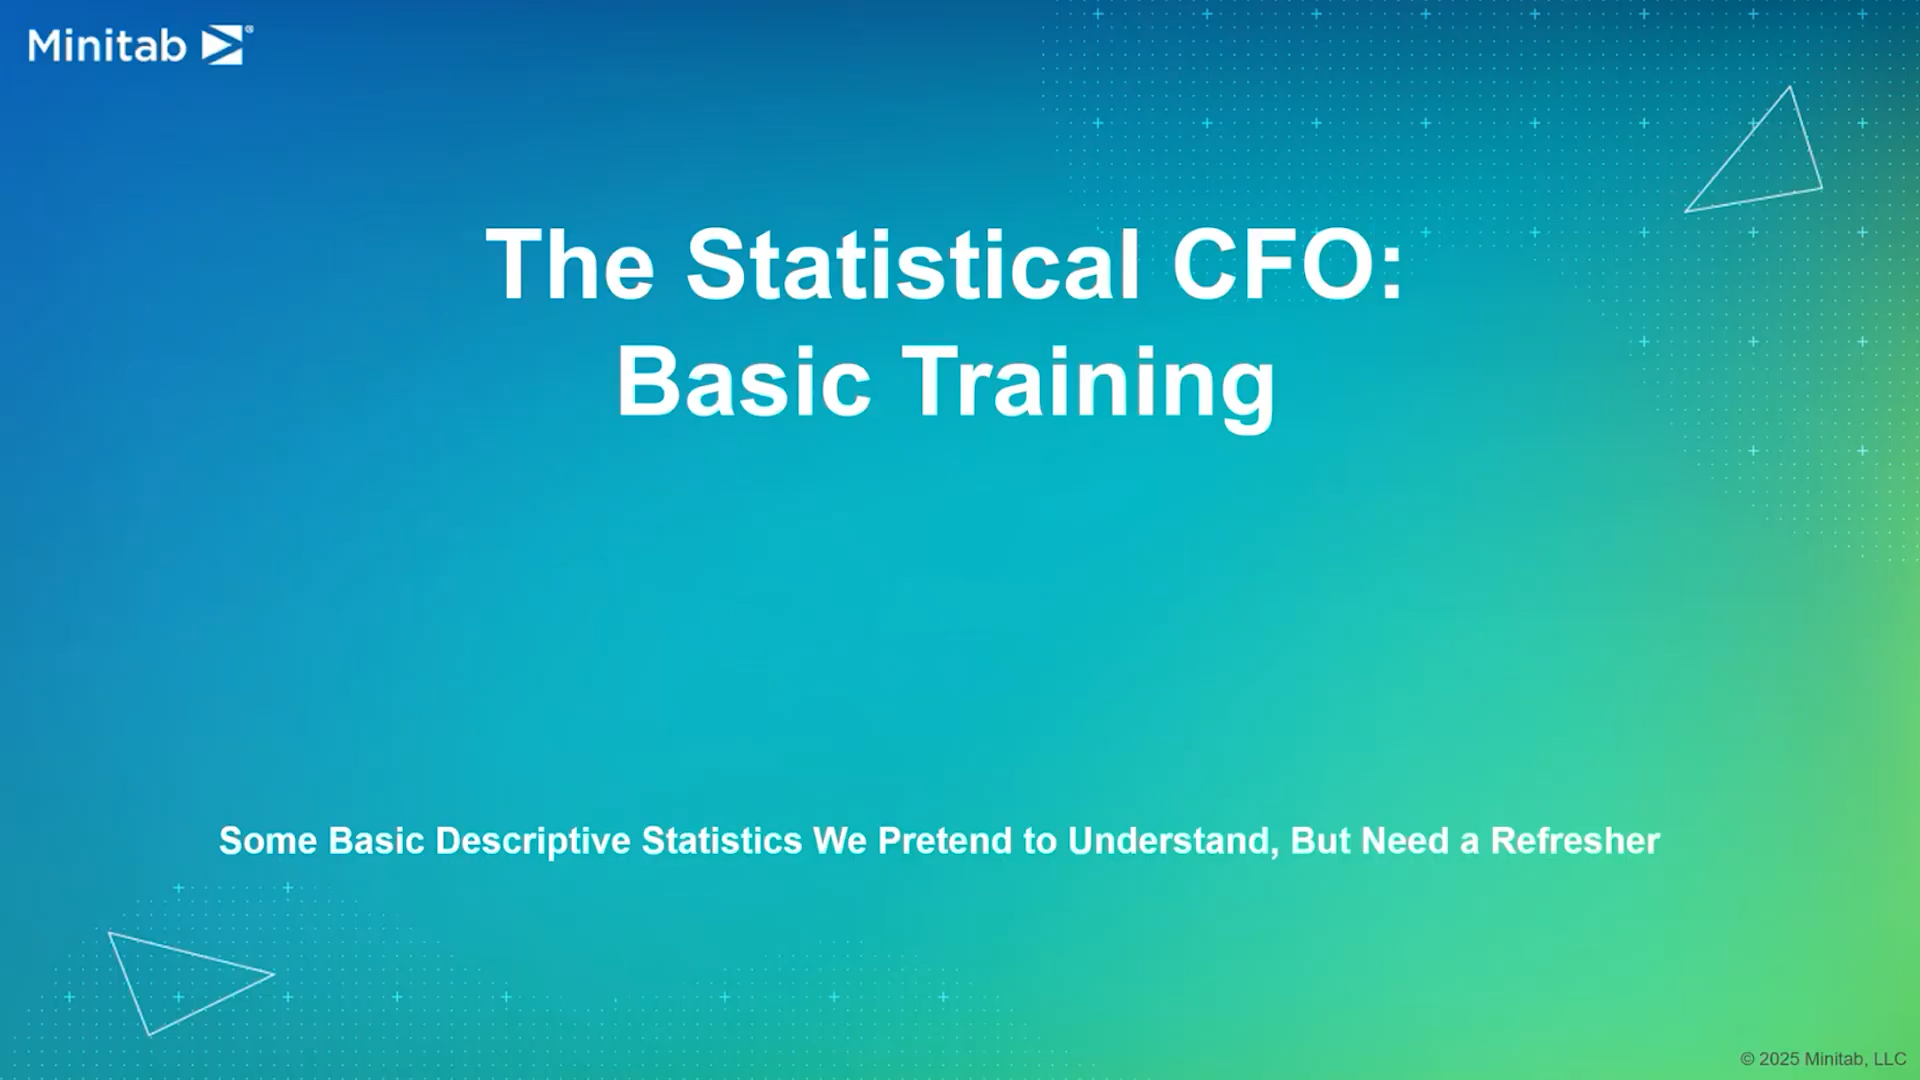 Minitab
The Statistical CFO:
Basic Training
Some Basic Descriptive Statistics We Pretend to Understand, But Need a Refresher
© 2025 Minitab, LLC